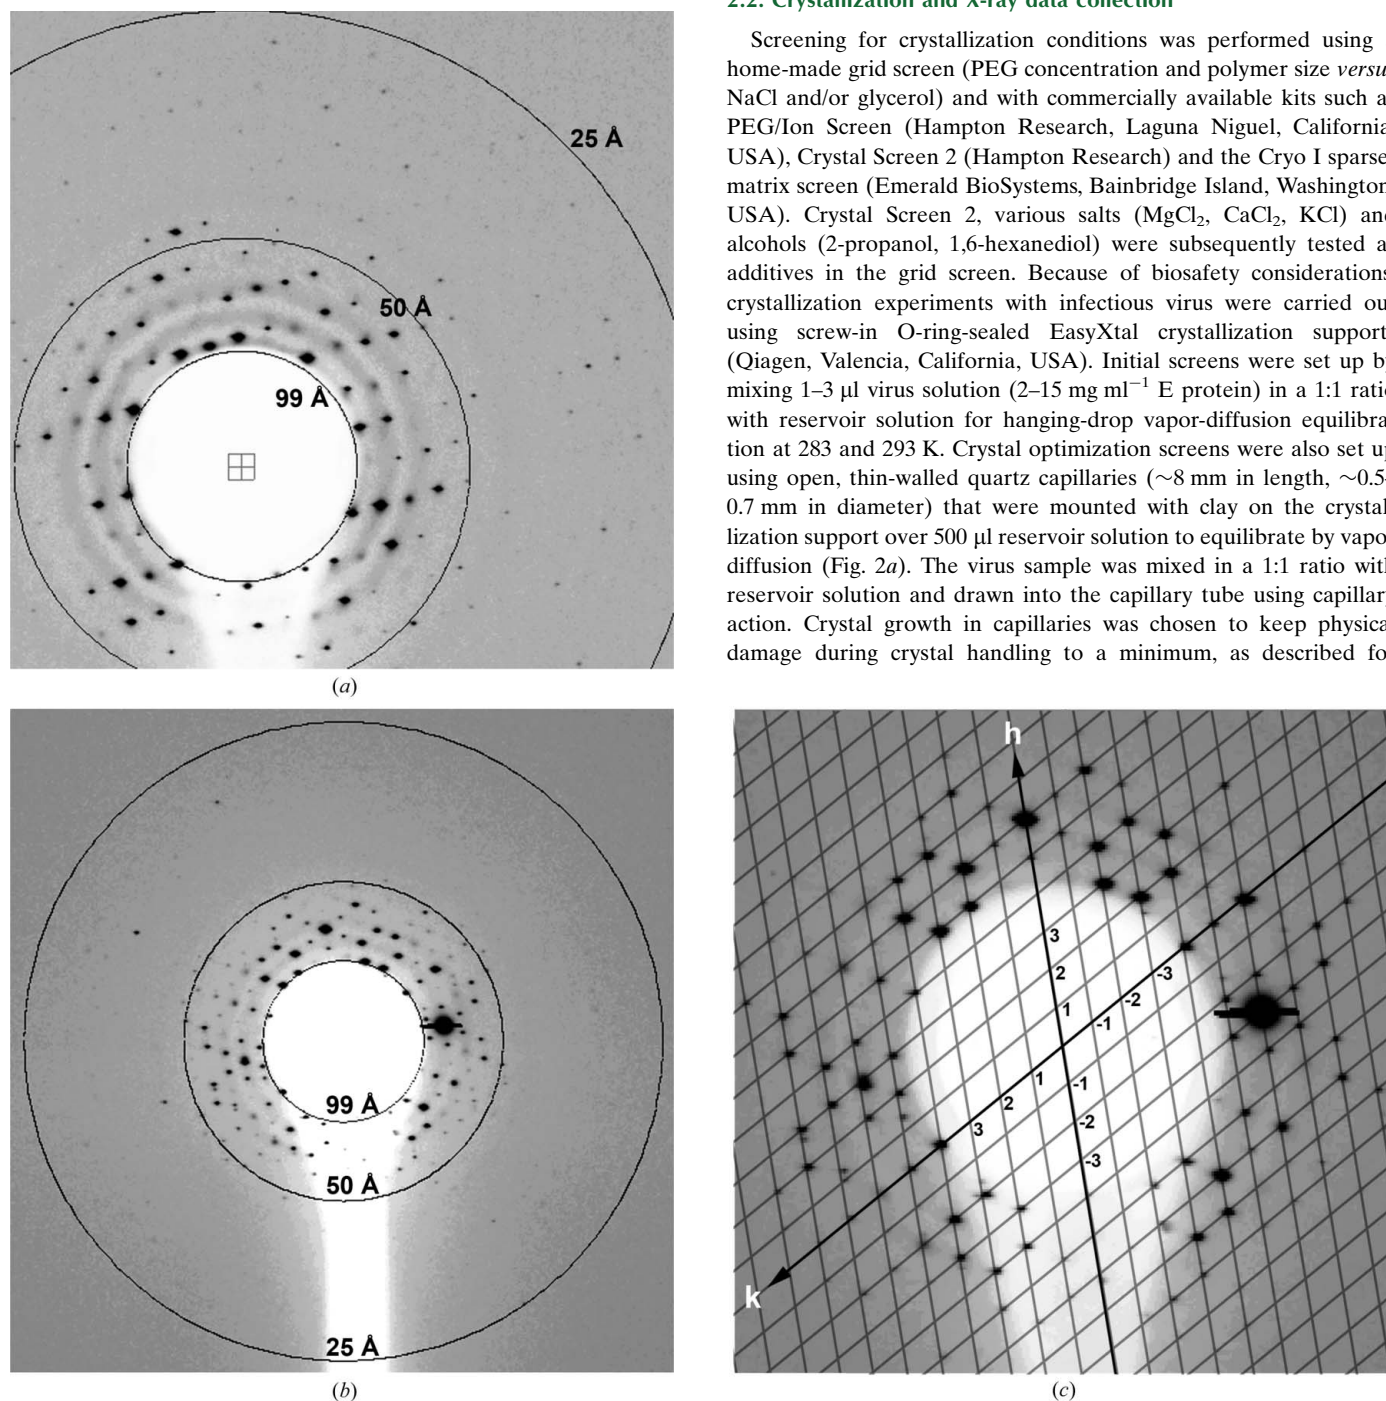 2.2. Crystallization and X-ray data collection
Screening for crystallization conditions was performed using
home-made grid screen (PEG concentration and polymer size versu
NaCl and/or glycerol) and with commercially available kits such a
PEG/Ion Screen (Hampton Research, Laguna Niguel, California
USA), Crystal Screen 2 (Hampton Research) and the Cryo I sparse
matrix screen (Emerald BioSystems, Bainbridge Island, Washington
USA). Crystal Screen 2, various salts (MgCl₂, CaCl₂, KCl) and
alcohols (2-propanol, 1,6-hexanediol) were subsequently tested a
additives in the grid screen. Because of biosafety considerations
crystallization experiments with infectious virus were carried ou
using screw-in O-ring-sealed EasyXtal crystallization support
(Qiagen, Valencia, California, USA). Initial screens were set up by
mixing 1–3 µl virus solution (2–15 mg ml⁻¹ E protein) in a 1:1 ratio
with reservoir solution for hanging-drop vapor-diffusion equilibra
tion at 283 and 293 K. Crystal optimization screens were also set up
using open, thin-walled quartz capillaries (~8 mm in length, ~0.5–
0.7 mm in diameter) that were mounted with clay on the crystal
lization support over 500 µl reservoir solution to equilibrate by vapo
diffusion (Fig. 2a). The virus sample was mixed in a 1:1 ratio with
reservoir solution and drawn into the capillary tube using capillary
action. Crystal growth in capillaries was chosen to keep physica
damage during crystal handling to a minimum, as described fo
25 Å
50 Å
99 Å
(a)
99 Å
50 Å
25 Å
(b)
h
3
2
1
-3
-2
-1
1
2
3
-1
-2
-3
k
(c)